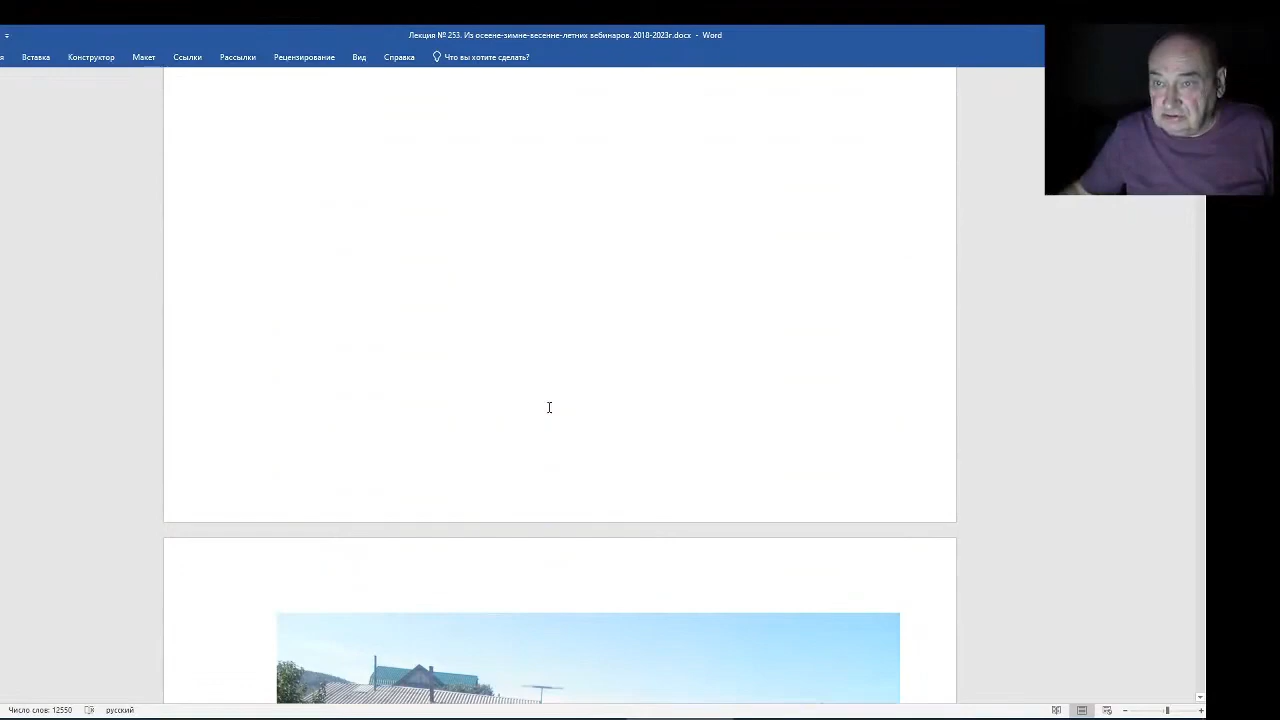 Лекция № 253. Из осеене-зимне-весенне-летних вебинаров. 2018-2023г.docx - Word
я Вставка Конструктор Макет Ссылки Рассылки Рецензирование Вид Справка Что вы хотите сделать?
Число слов: 12550 русский